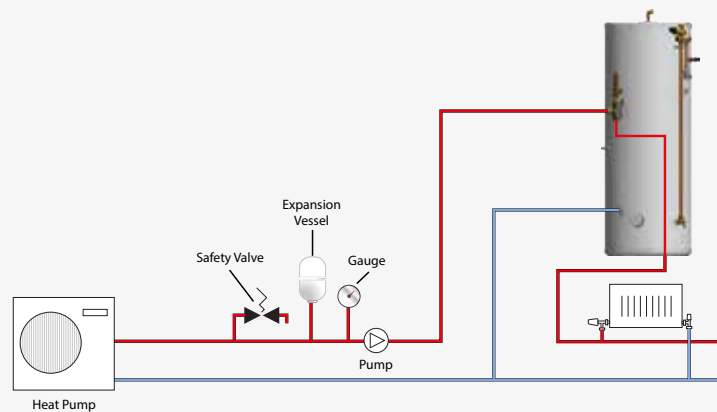 Expansion
Vessel
Safety Valve
Gauge
Pump
Heat Pump